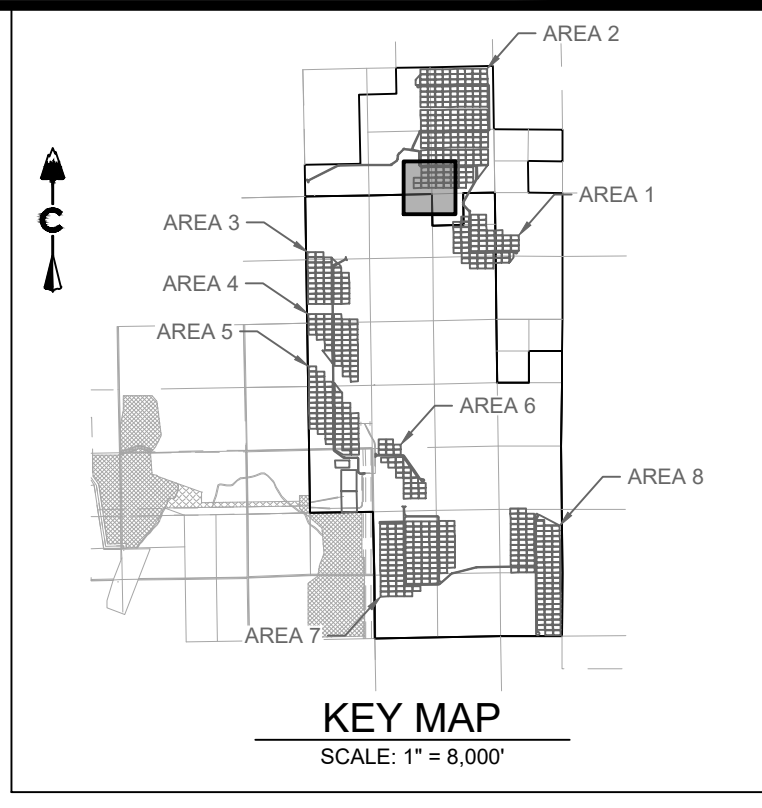 AREA 2
AREA 1
AREA 3
C
AREA 4
AREA 5
AREA 6
AREA 8
AREA 7
KEY MAP
SCALE: 1" = 8,000'